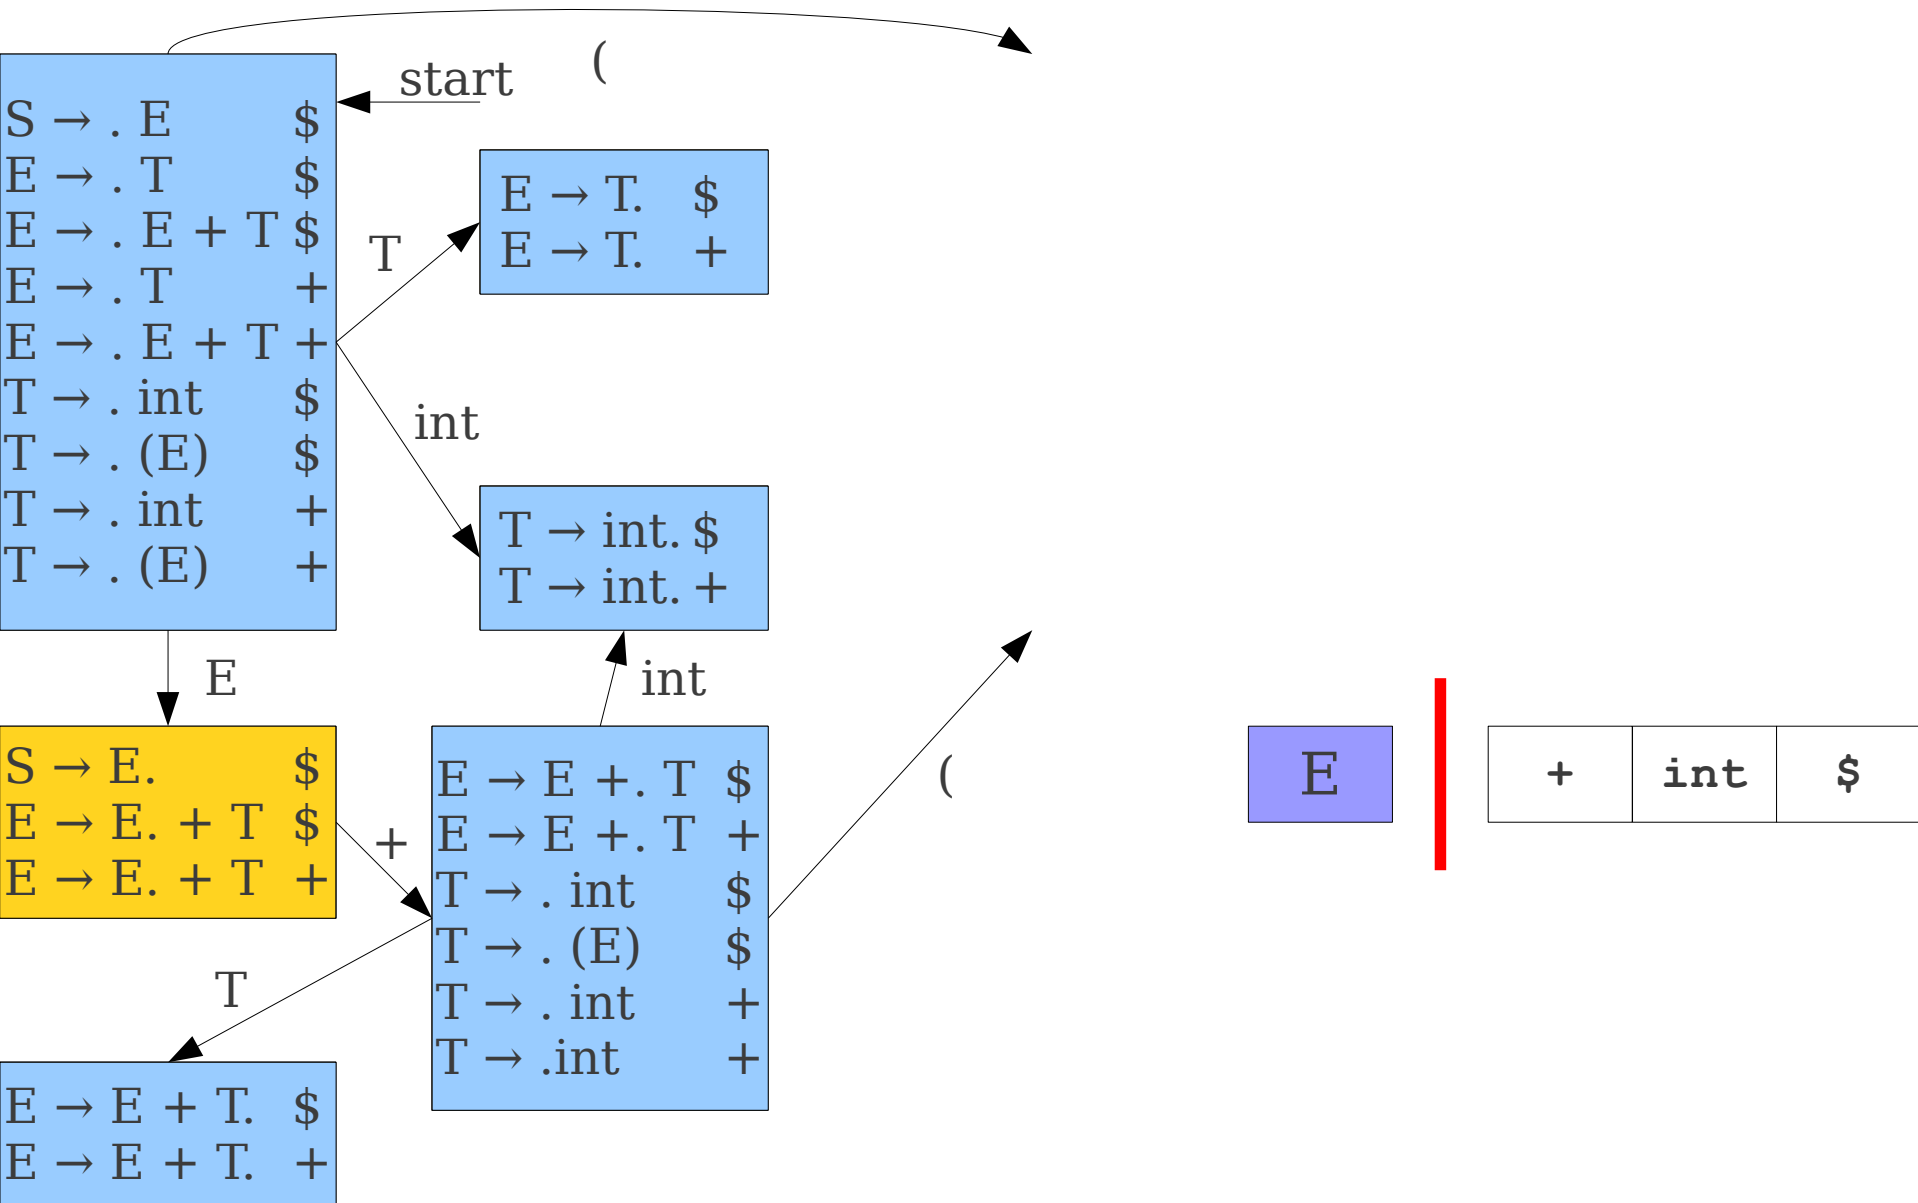 (
start
S → . E $
E → . T $
E → . E + T $
E → . T +
E → . E + T +
T → . int $
T → . (E) $
T → . int +
T → . (E) +
T
E → T. $
E → T. +
int
T → int. $
T → int. +
E
int
S → E. $
E → E. + T $
E → E. + T +
+
E → E +. T $
E → E +. T +
T → . int $
T → . (E) $
T → . int +
T → .int +
(
E
+ int $
T
E → E + T. $
E → E + T. +